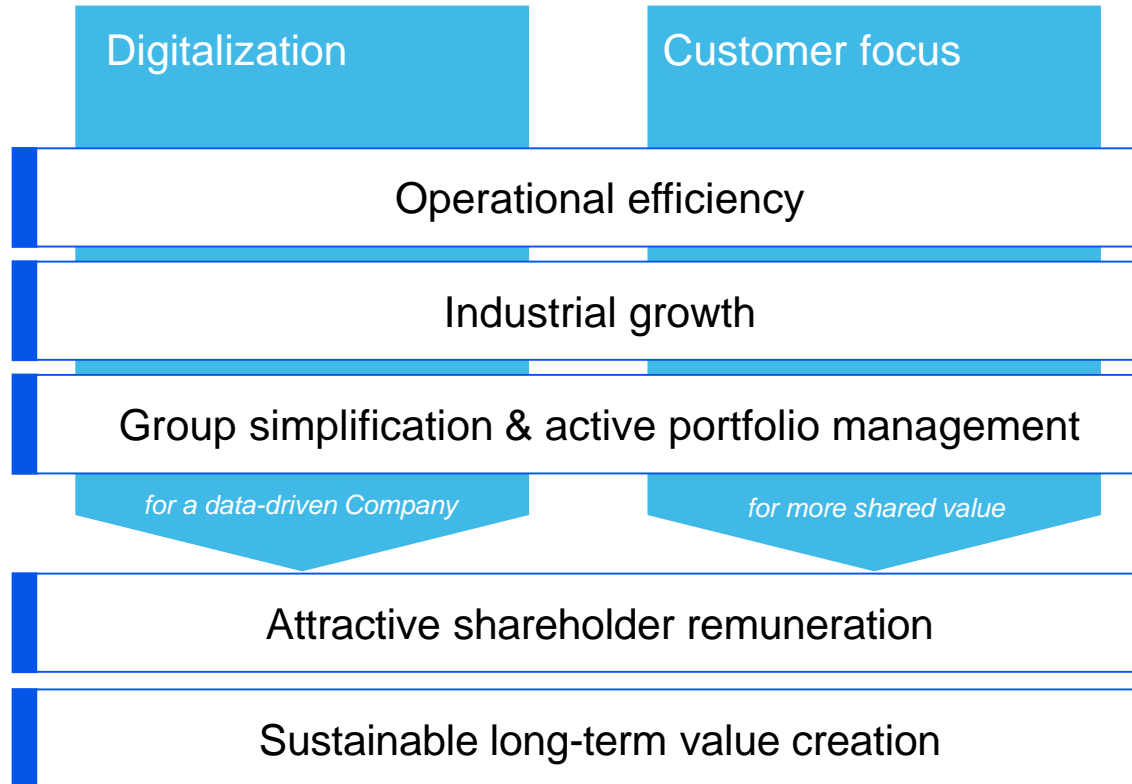 Digitalization
Customer focus
Operational efficiency
Industrial growth
Group simplification & active portfolio management
for a data-driven Company
for more shared value
Attractive shareholder remuneration
Sustainable long-term value creation